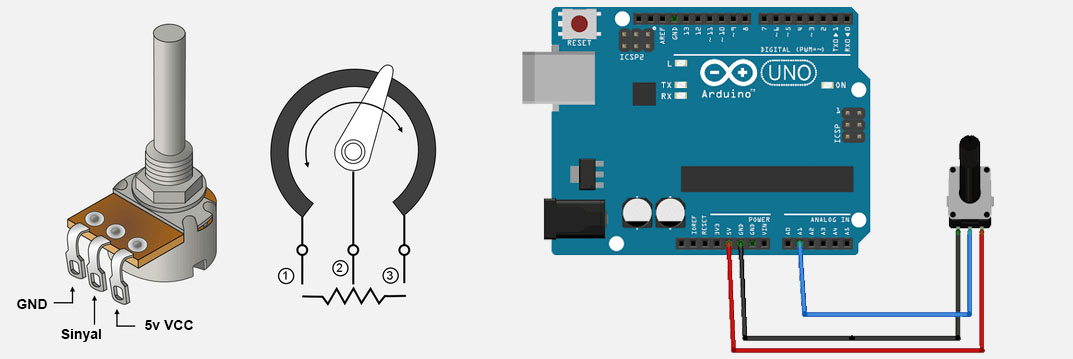 GND
Sinyal
5v VCC
1
2
3
RESET
ICSP2
AREF
GND
13
12
~11
~10
~9
8
7
~6
~5
4
~3
2
TX0►1
RX0◄0
DIGITAL (PWM=~)
L
TX
RX
UNO
Arduino™
ON
1
ICSP
IOREF
RESET
3V3
5V
GND
GND
VIN
POWER
ANALOG IN
A0
A1
A2
A3
A4
A5